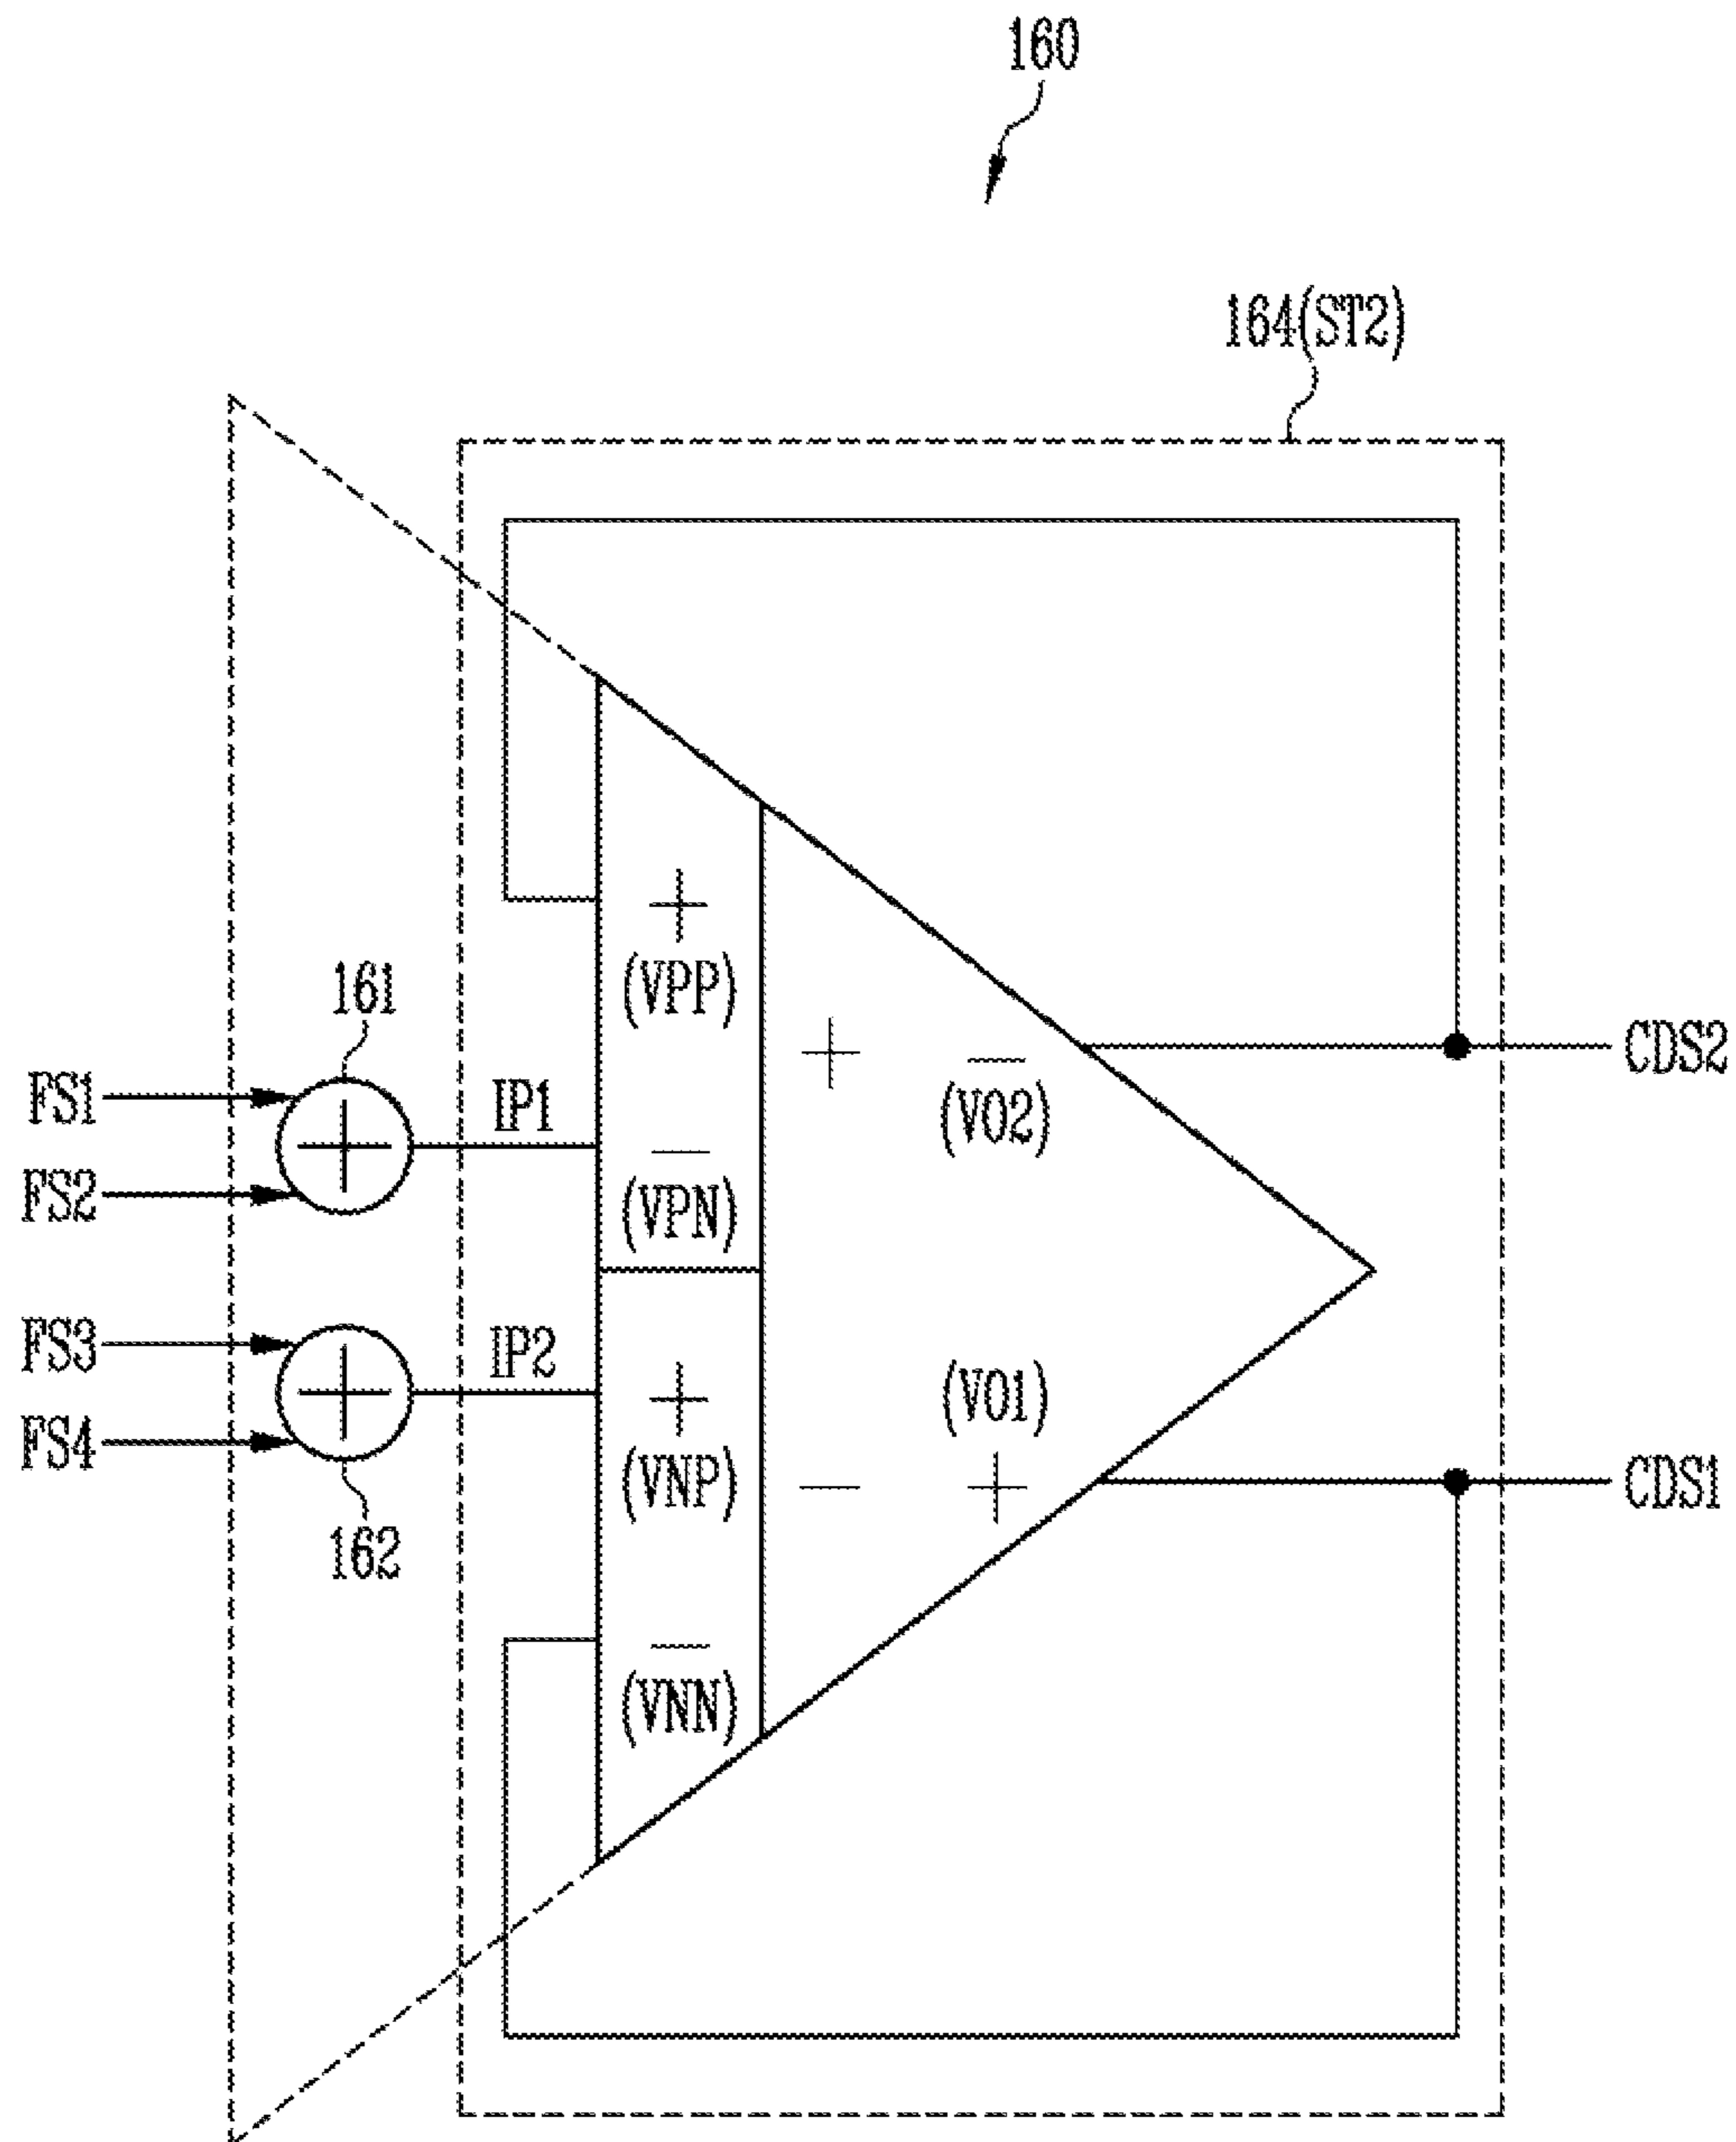 160
164(ST2)
+
(VPP)
161
+
—
(VO2)
CDS2
FS1
IP1
FS2
—
(VPN)
FS3
IP2
+
(VNP)
(VO1)
FS4
—
+
CDS1
162
—
(VNN)